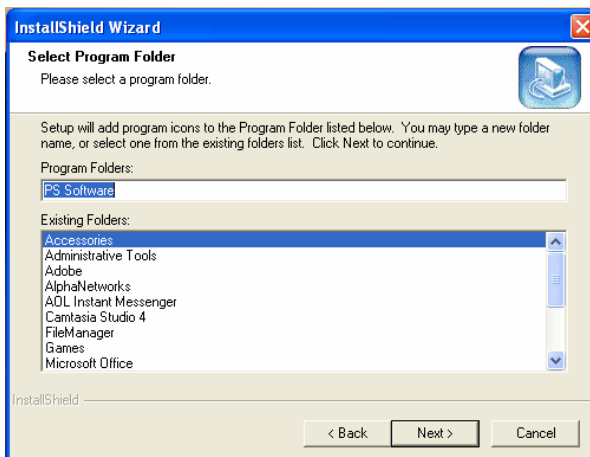 InstallShield Wizard
Select Program Folder
Please select a program folder.
Setup will add program icons to the Program Folder listed below. You may type a new folder
name, or select one from the existing folders list. Click Next to continue.
Program Folders:
PS Software
Existing Folders:
Accessories
Administrative Tools
Adobe
AlphaNetworks
AOL Instant Messenger
Camtasia Studio 4
FileManager
Games
Microsoft Office
InstallShield
< Back Next > Cancel